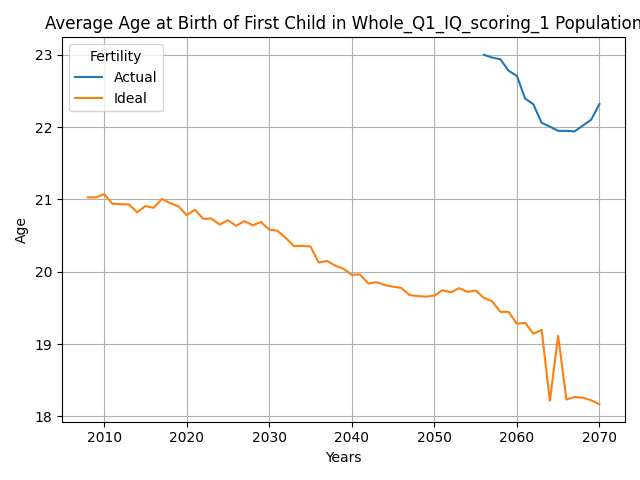 Average Age at Birth of First Child in Whole_Q1_IQ_scoring_1 Population
Fertility
Actual
Ideal
23
22
21
20
19
18
Age
2010 2020 2030 2040 2050 2060 2070
Years